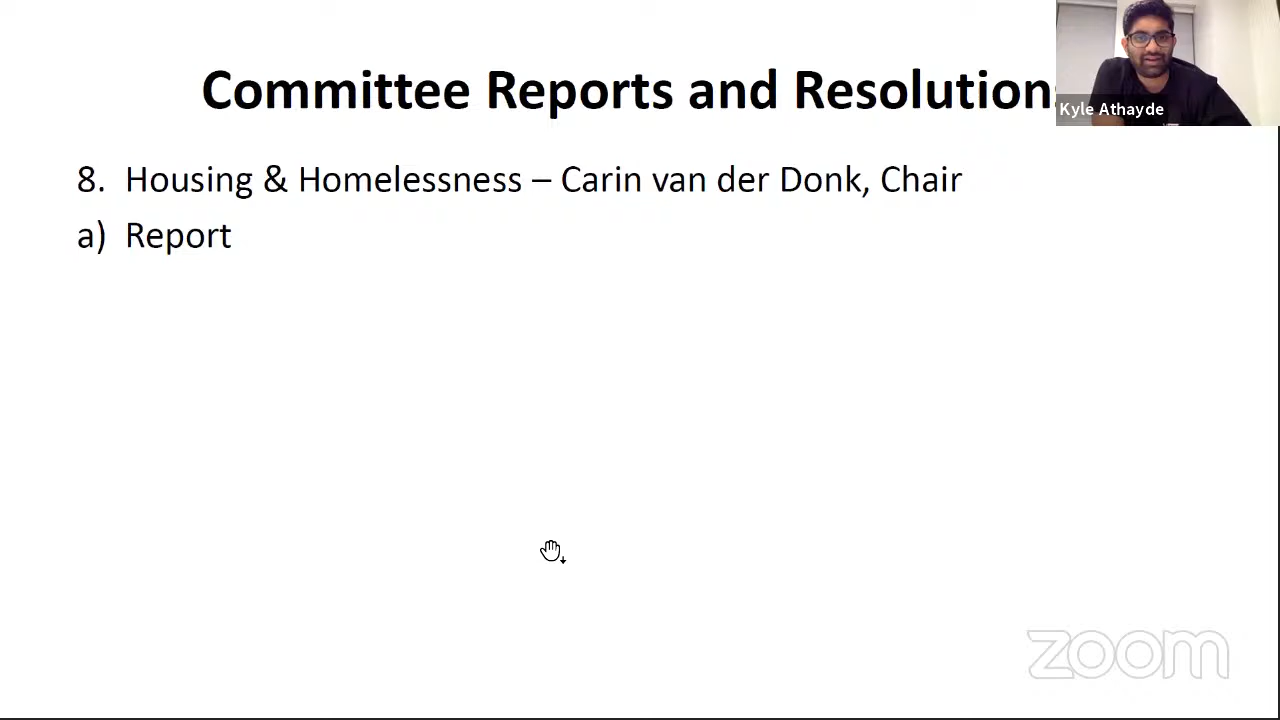 Committee Reports and Resolution
Kyle Athayde
8. Housing & Homelessness – Carin van der Donk, Chair
a) Report
zoom